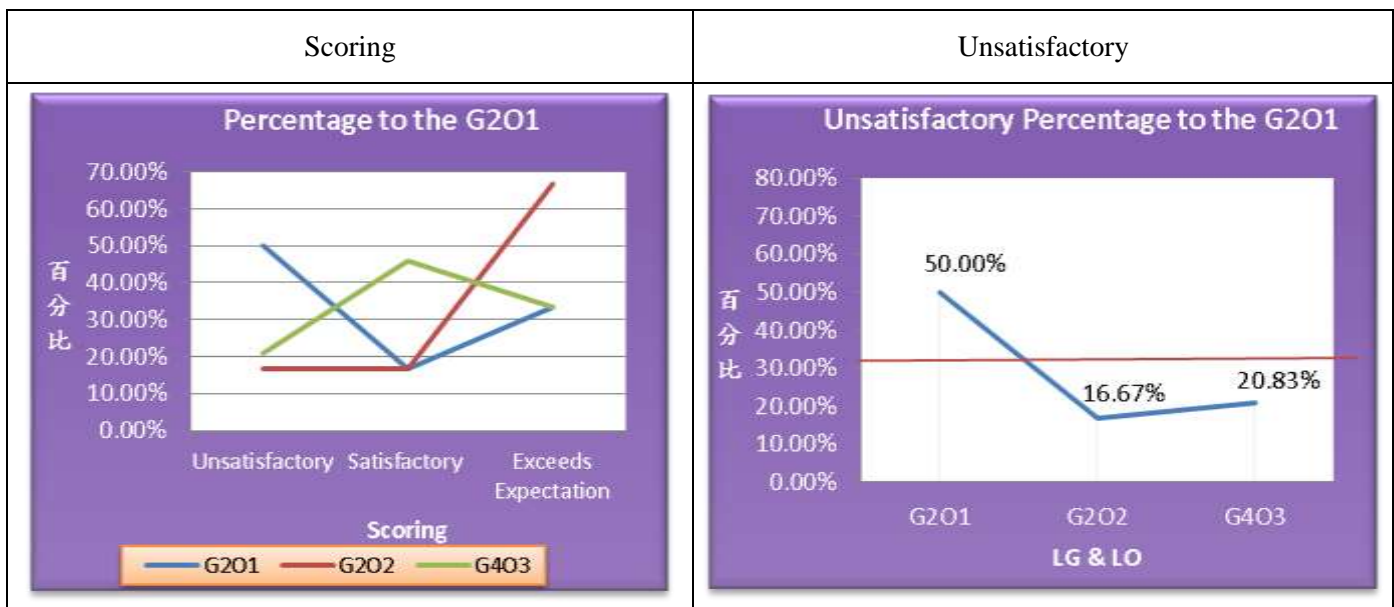 Scoring
Unsatisfactory
Percentage to the G2O1
70.00%
60.00%
50.00%
40.00%
30.00%
20.00%
10.00%
0.00%
百分比
Unsatisfactory Satisfactory Exceeds
Expectation
Scoring
G2O1 G2O2 G4O3
Unsatisfactory Percentage to the G2O1
80.00%
70.00%
60.00%
50.00%
40.00%
30.00%
20.00%
10.00%
0.00%
百分比
50.00%
16.67%
20.83%
G2O1 G2O2 G4O3
LG & LO